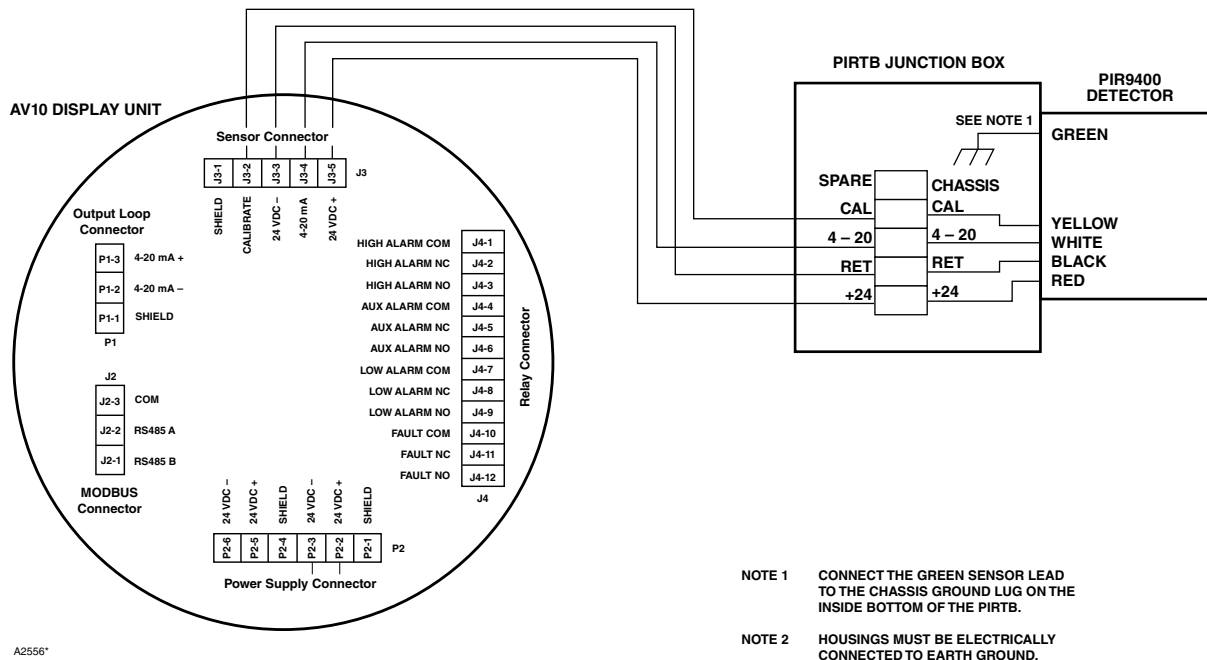 PIRTB JUNCTION BOX
PIR9400
DETECTOR
AV10 DISPLAY UNIT
SEE NOTE 1
GREEN
SPARE
CHASSIS
CAL
CAL
YELLOW
4 – 20
4 – 20
WHITE
RET
RET
BLACK
+24
+24
RED
Sensor Connector
J3-1
J3-2
J3-3
J3-4
J3-5
J3
SHIELD
CALIBRATE
24 VDC –
4-20 mA
24 VDC +
Output Loop
Connector
P1-3 4-20 mA +
P1-2 4-20 mA –
P1-1 SHIELD
P1
J2
J2-3 COM
J2-2 RS485 A
J2-1 RS485 B
MODBUS
Connector
HIGH ALARM COM J4-1
HIGH ALARM NC J4-2
HIGH ALARM NO J4-3
AUX ALARM COM J4-4
AUX ALARM NC J4-5
AUX ALARM NO J4-6
LOW ALARM COM J4-7
LOW ALARM NC J4-8
LOW ALARM NO J4-9
FAULT COM J4-10
FAULT NC J4-11
FAULT NO J4-12
J4
Relay Connector
24 VDC –
24 VDC +
SHIELD
24 VDC –
24 VDC +
SHIELD
P2-6
P2-5
P2-4
P2-3
P2-2
P2-1
P2
Power Supply Connector
NOTE 1 CONNECT THE GREEN SENSOR LEAD
TO THE CHASSIS GROUND LUG ON THE
INSIDE BOTTOM OF THE PIRTB.
NOTE 2 HOUSINGS MUST BE ELECTRICALLY
CONNECTED TO EARTH GROUND.
A2556*